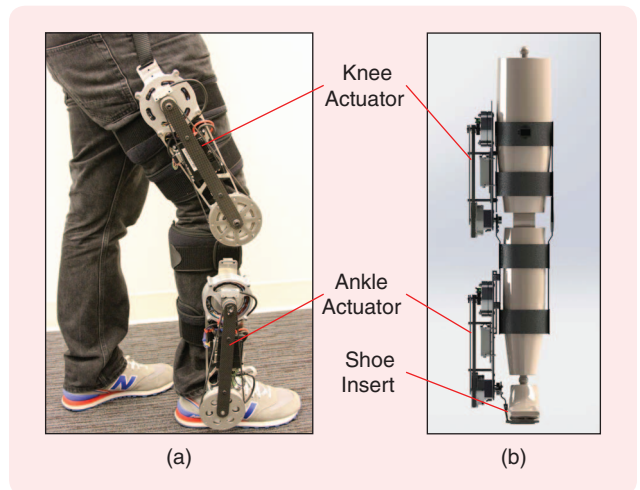 Knee
Actuator
Ankle
Actuator
Shoe
Insert
(a)
(b)
N